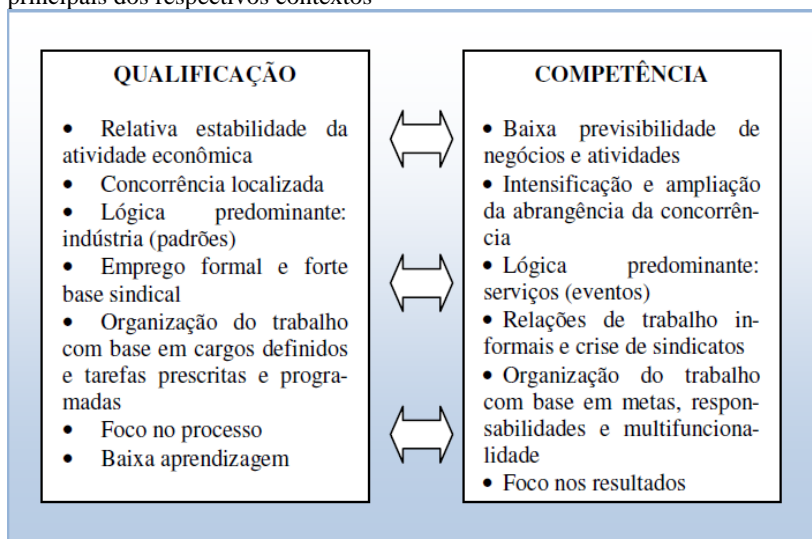 principais dos respectivos contextos
QUALIFICAÇÃO
• Relativa estabilidade da
atividade econômica
• Concorrência localizada
• Lógica predominante:
indústria (padrões)
• Emprego formal e forte
base sindical
• Organização do trabalho
com base em cargos definidos
e tarefas prescritas e progra-
madas
• Foco no processo
• Baixa aprendizagem
COMPETÊNCIA
• Baixa previsibilidade de
negócios e atividades
• Intensificação e ampliação
da abrangência da concorrên-
cia
• Lógica predominante:
serviços (eventos)
• Relações de trabalho in-
formais e crise de sindicatos
• Organização do trabalho
com base em metas, respon-
sabilidades e multifunciona-
lidade
• Foco nos resultados